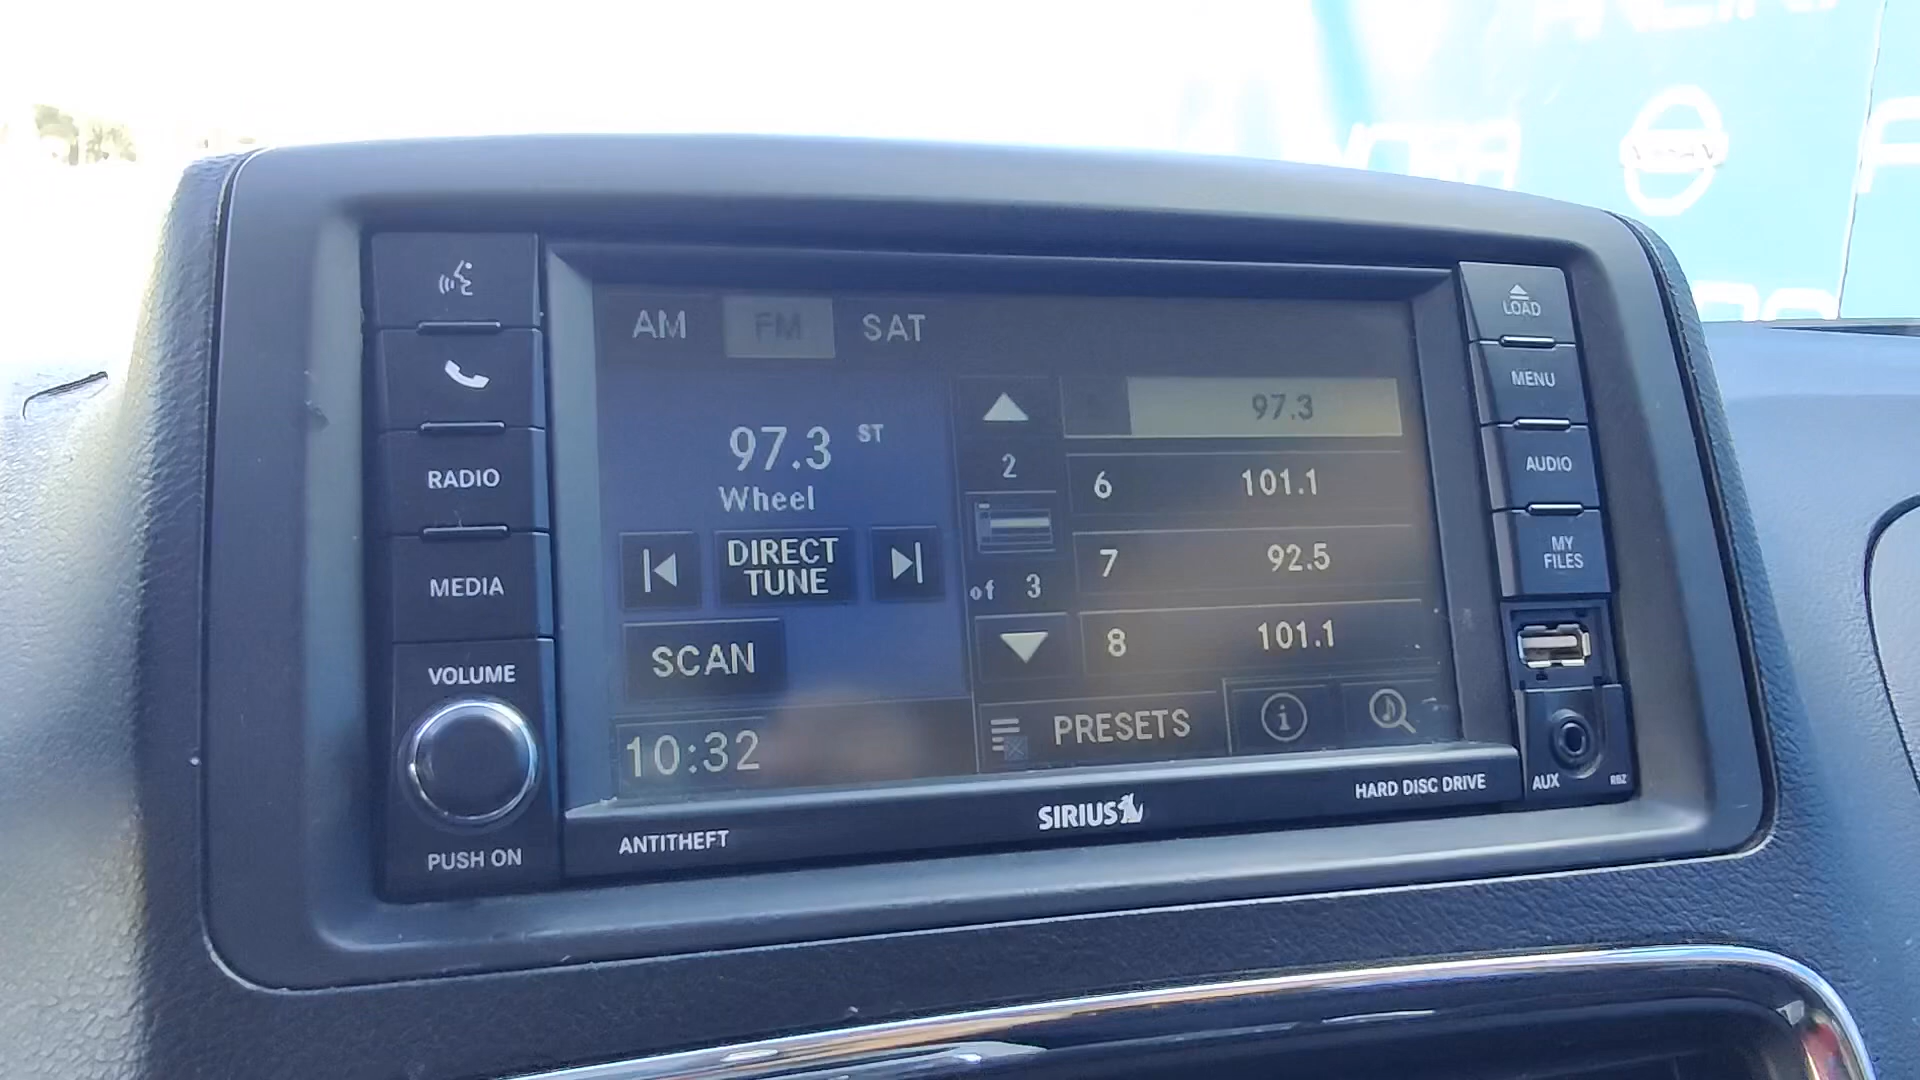 LOAD
MENU
AUDIO
MY
FILES
AUX
RBZ
RADIO
MEDIA
VOLUME
PUSH ON
AM FM SAT
97.3 ST
Wheel
DIRECT
TUNE
SCAN
10:32
2
of 3
97.3
6 101.1
7 92.5
8 101.1
PRESETS
ANTITHEFT
SIRIUS
HARD DISC DRIVE